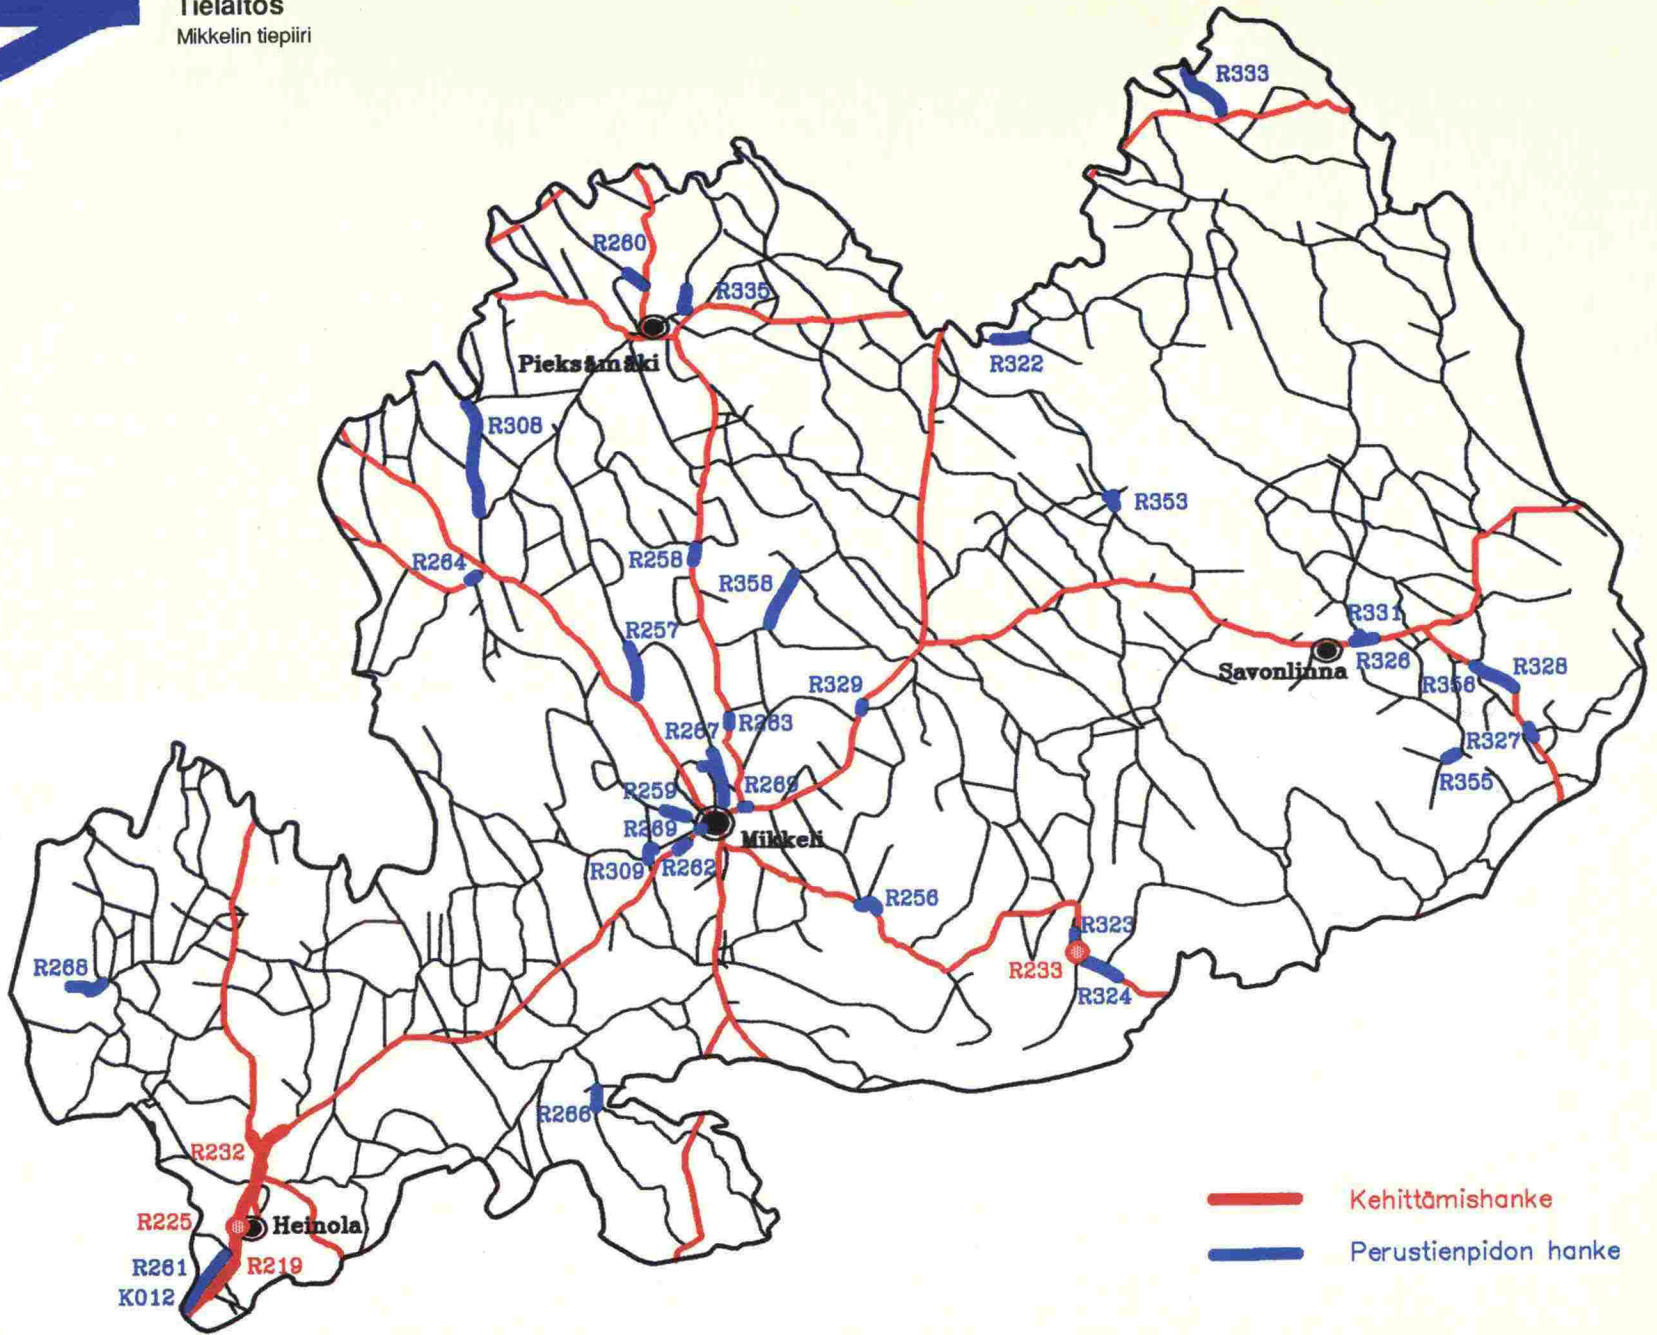 Tielaitos
Mikkelin tiepiiri
R333
R260
R335
R322
Pieksämäki
R308
R353
R258
R264
R358
R331
R257
R326
R328
Savonlinna
R356
R329
R263
R267
R327
R355
R269
R259
R269
Mikkeli
R309
R262
R256
R323
R268
R233
R324
R266
R232
Kehittämishanke
R225
Heinola
Perustienpidon hanke
R261
R219
K012